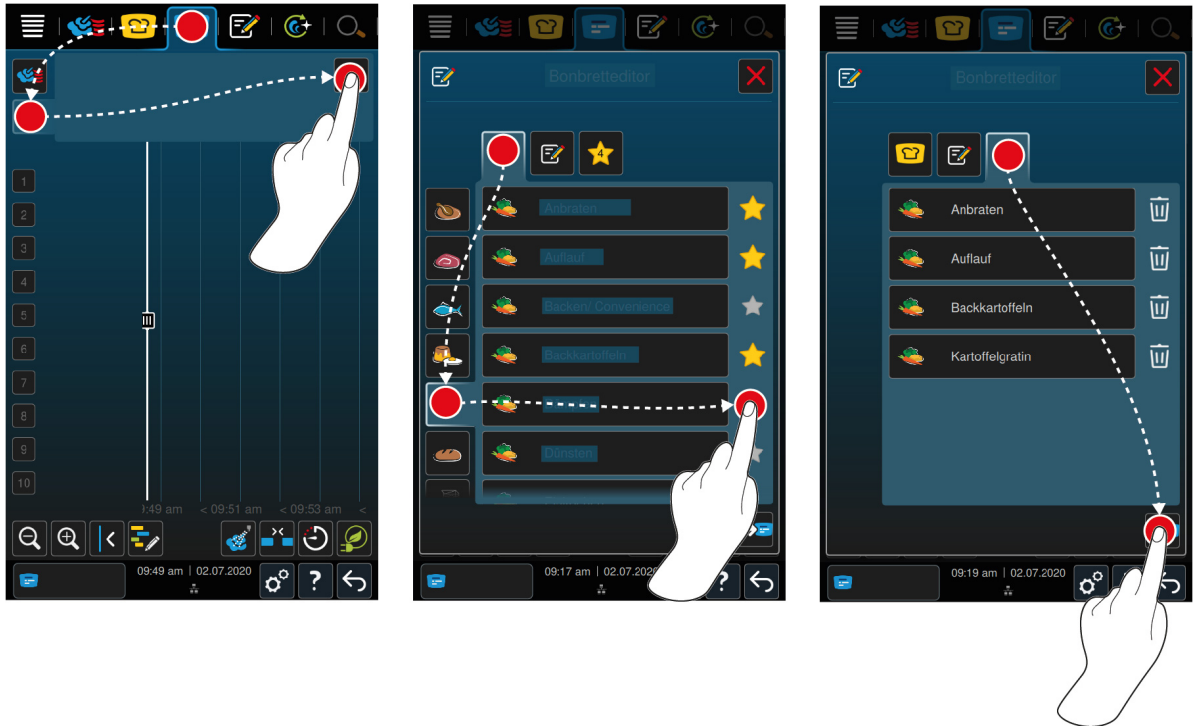 1
2
3
4
5
6
7
8
9
10
:49 am < 09:51 am < 09:53 am <
09:49 am | 02.07.2020
?
Bonbretteditor
4
Anbraten
Auflauf
Backen/ Convenience
Backkartoffeln
Dünsten
09:17 am | 02.07.2020
?
Bonbretteditor
Anbraten
Auflauf
Backkartoffeln
Kartoffelgratin
09:19 am | 02.07.2020